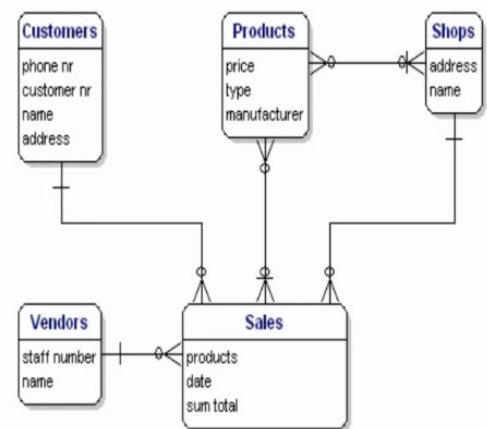 Customers
phone nr
customer nr
name
address
Products
price
type
manufacturer
Shops
address
name
Vendors
staff number
name
Sales
products
date
sum total